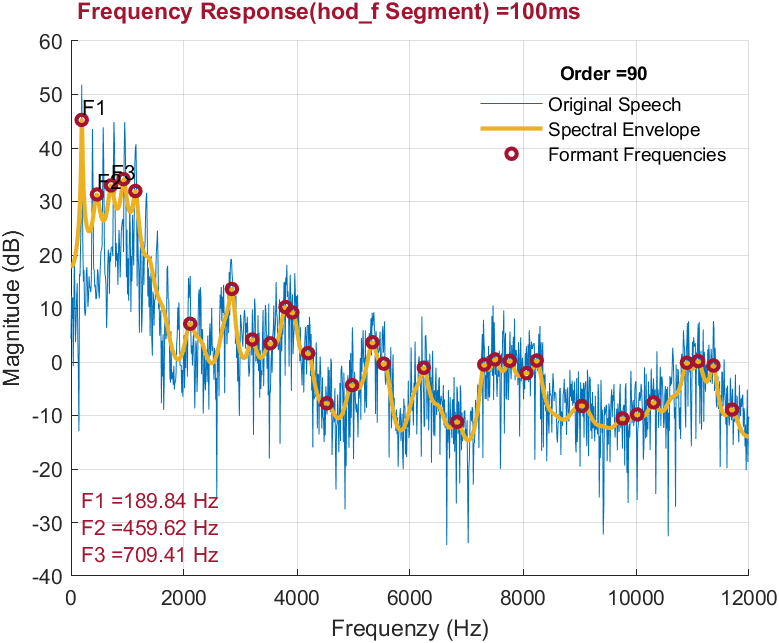 Frequency Response(hod_f Segment) =100ms
60
50
40
30
20
10
0
-10
-20
-30
-40
Magnitude (dB)
F1
F2
F3
Order =90
Original Speech
Spectral Envelope
Formant Frequencies
F1 =189.84 Hz
F2 =459.62 Hz
F3 =709.41 Hz
0 2000 4000 6000 8000 10000 12000
Frequenzy (Hz)